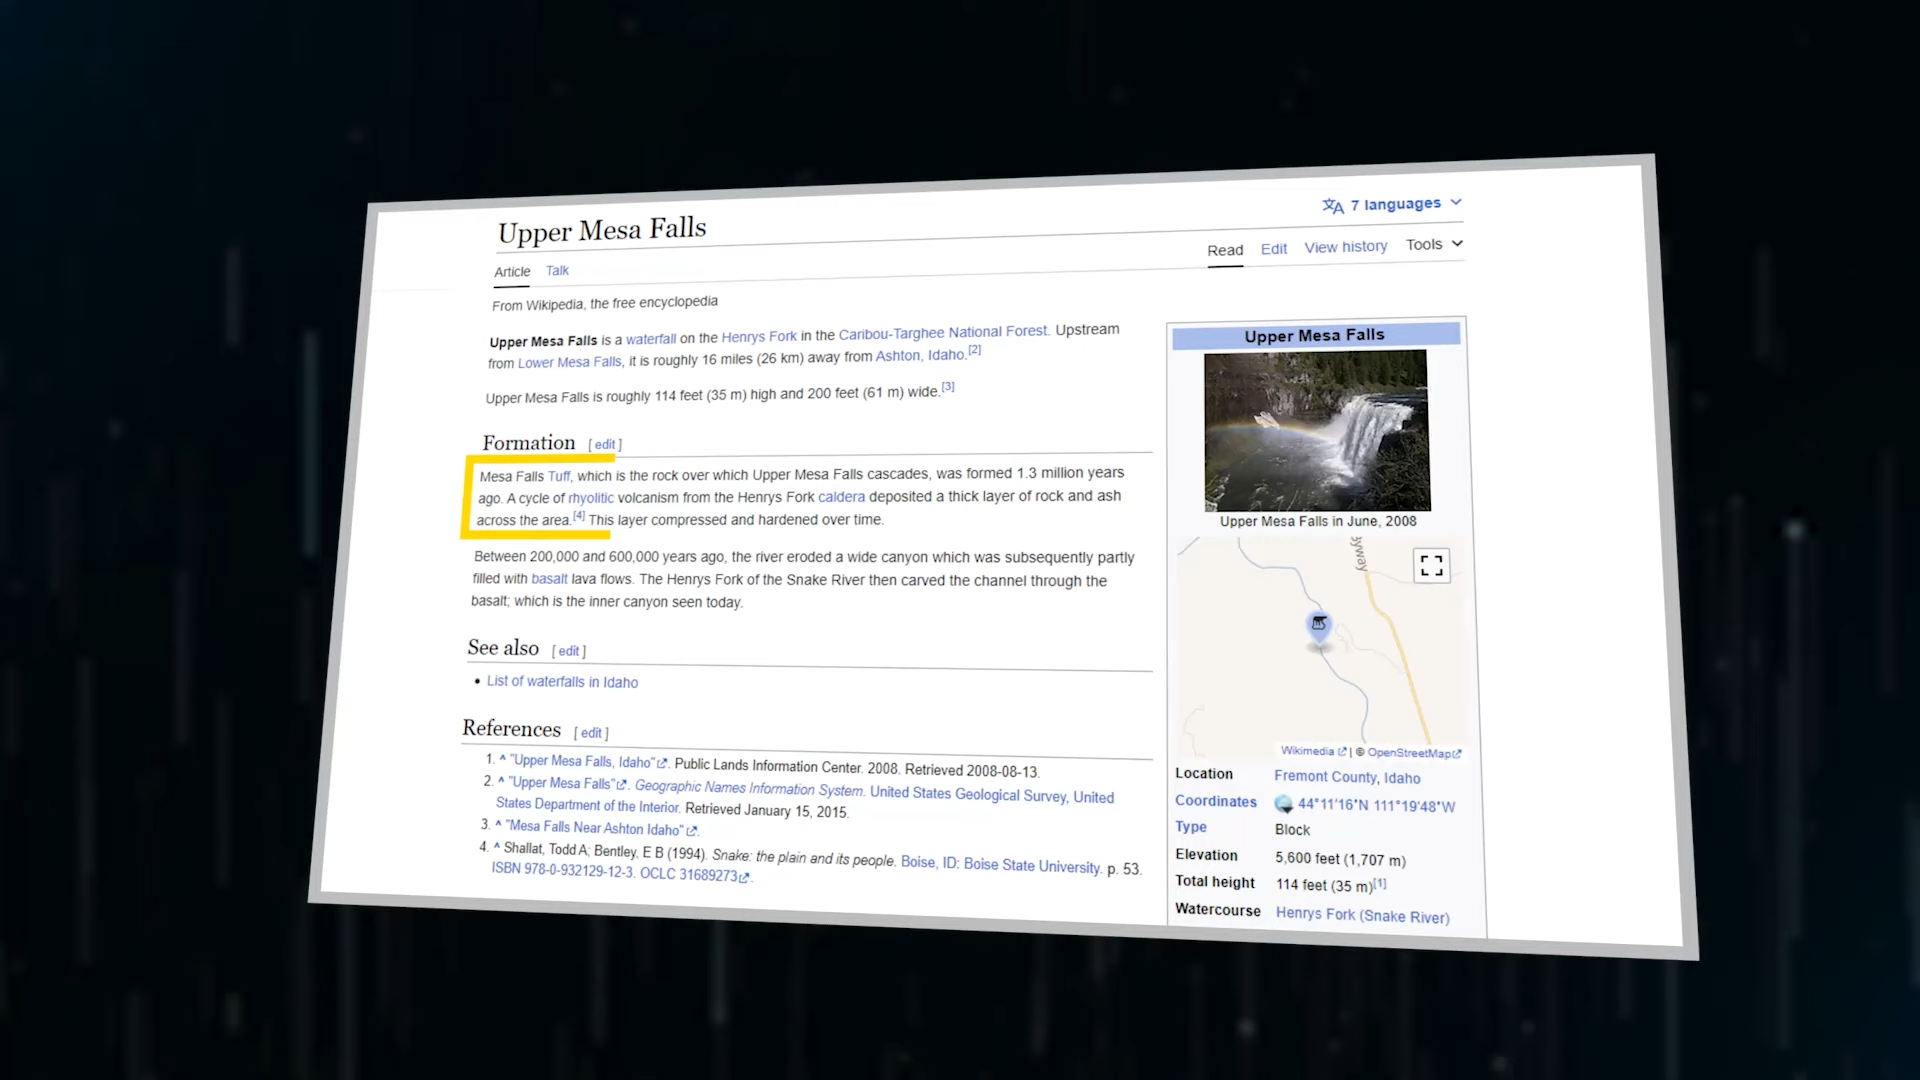 7 languages
Upper Mesa Falls
Article Talk
Read Edit View history Tools
From Wikipedia, the free encyclopedia
Upper Mesa Falls is a waterfall on the Henrys Fork in the Caribou-Targhee National Forest. Upstream
from Lower Mesa Falls, it is roughly 16 miles (26 km) away from Ashton, Idaho.[2]
Upper Mesa Falls is roughly 114 feet (35 m) high and 200 feet (61 m) wide.[3]
Formation [ edit ]
Mesa Falls Tuff, which is the rock over which Upper Mesa Falls cascades, was formed 1.3 million years
ago. A cycle of rhyolitic volcanism from the Henrys Fork caldera deposited a thick layer of rock and ash
across the area.[4] This layer compressed and hardened over time.
Between 200,000 and 600,000 years ago, the river eroded a wide canyon which was subsequently partly
filled with basalt lava flows. The Henrys Fork of the Snake River then carved the channel through the
basalt; which is the inner canyon seen today.
See also [ edit ]
• List of waterfalls in Idaho
References [ edit ]
1. ^ "Upper Mesa Falls, Idaho". Public Lands Information Center. 2008. Retrieved 2008-08-13.
2. ^ "Upper Mesa Falls". Geographic Names Information System. United States Geological Survey, United
States Department of the Interior. Retrieved January 15, 2015.
3. ^ "Mesa Falls Near Ashton Idaho".
4. ^ Shallat, Todd A; Bentley, E B (1994). Snake: the plain and its people. Boise, ID: Boise State University. p. 53.
ISBN 978-0-932129-12-3. OCLC 31689273.
Upper Mesa Falls
Upper Mesa Falls in June, 2008
byway
Wikimedia | © OpenStreetMap
Location Fremont County, Idaho
Coordinates 44°11′16″N 111°19′48″W
Type Block
Elevation 5,600 feet (1,707 m)
Total height 114 feet (35 m)[1]
Watercourse Henrys Fork (Snake River)